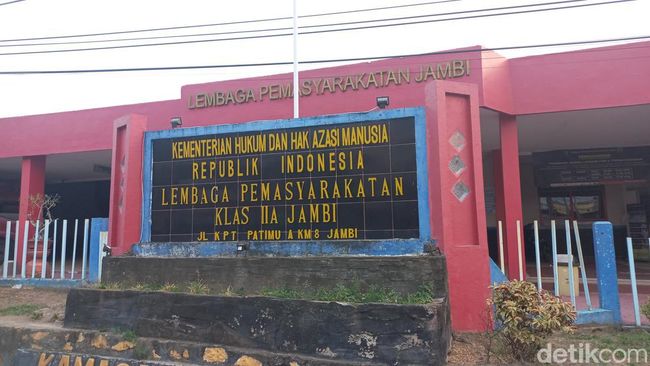 LEMBAGA PEMASYARAKATAN JAMBI
KEMENTERIAN HUKUM DAN HAK AZASI MANUSIA
REPUBLIK INDONESIA
LEMBAGA PEMASYARAKATAN
KLAS IIA JAMBI
JL KPT PATIMU A KM 8 JAMBI
detikcom